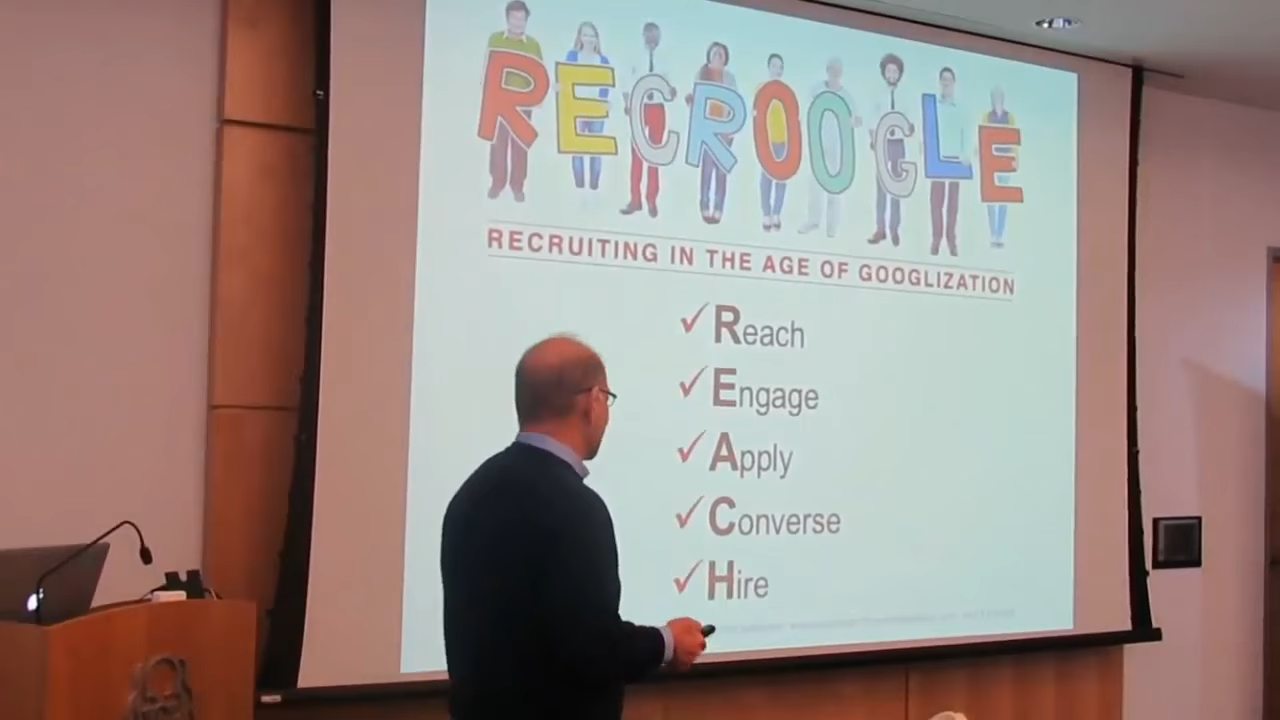 RECROOGLE
RECRUITING IN THE AGE OF GOOGLIZATION
✓ Reach
✓ Engage
✓ Apply
✓ Converse
✓ Hire